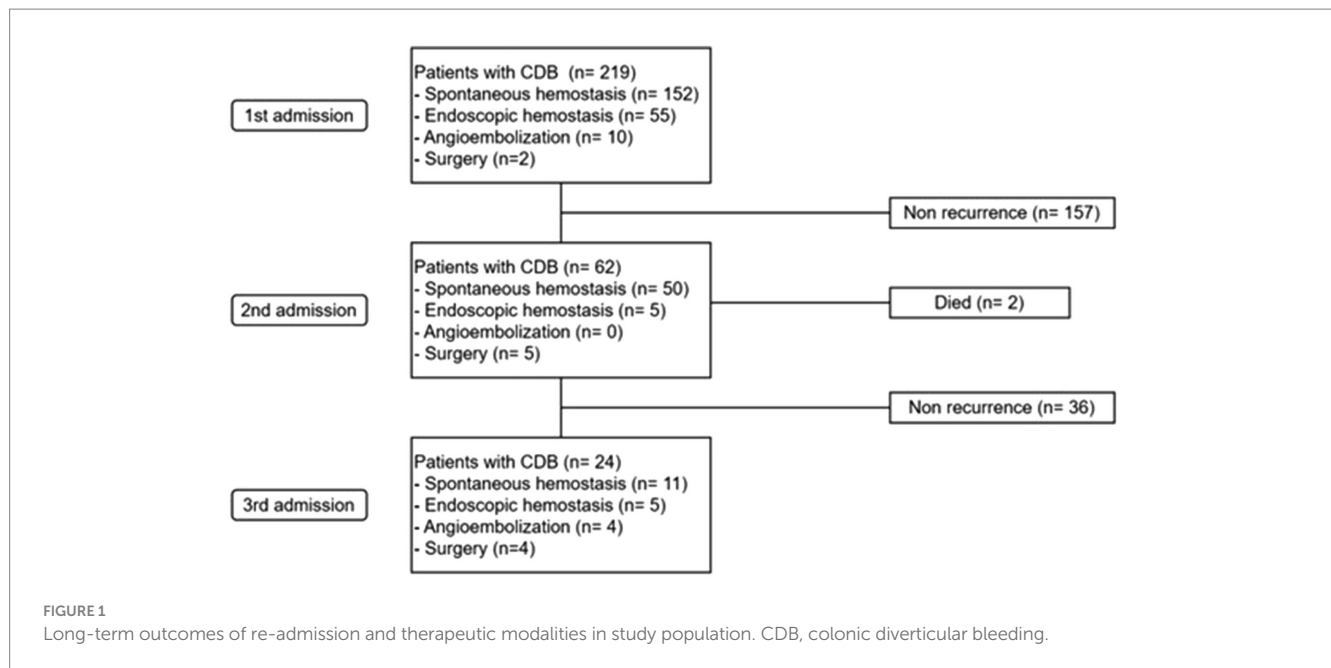 1st admission
Patients with CDB (n= 219)
- Spontaneous hemostasis (n= 152)
- Endoscopic hemostasis (n= 55)
- Angioembolization (n= 10)
- Surgery (n=2)
Non recurrence (n= 157)
2nd admission
Patients with CDB (n= 62)
- Spontaneous hemostasis (n= 50)
- Endoscopic hemostasis (n= 5)
- Angioembolization (n= 0)
- Surgery (n= 5)
Died (n= 2)
Non recurrence (n= 36)
3rd admission
Patients with CDB (n= 24)
- Spontaneous hemostasis (n= 11)
- Endoscopic hemostasis (n= 5)
- Angioembolization (n= 4)
- Surgery (n=4)
FIGURE 1
Long-term outcomes of re-admission and therapeutic modalities in study population. CDB, colonic diverticular bleeding.